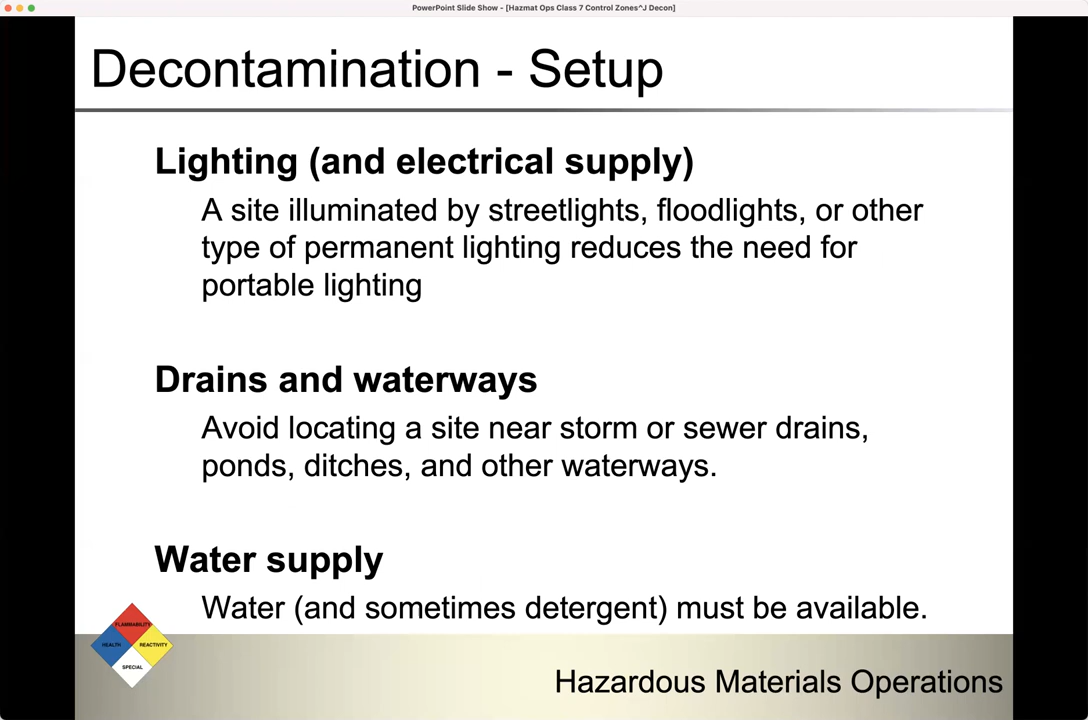 PowerPoint Slide Show - [Hazmat Ops Class 7 Control Zones^J Decon]
Decontamination - Setup
Lighting (and electrical supply)
A site illuminated by streetlights, floodlights, or other
type of permanent lighting reduces the need for
portable lighting
Drains and waterways
Avoid locating a site near storm or sewer drains,
ponds, ditches, and other waterways.
Water supply
Water (and sometimes detergent) must be available.
FLAMMABILITY
HEALTH
REACTIVITY
SPECIAL
Hazardous Materials Operations